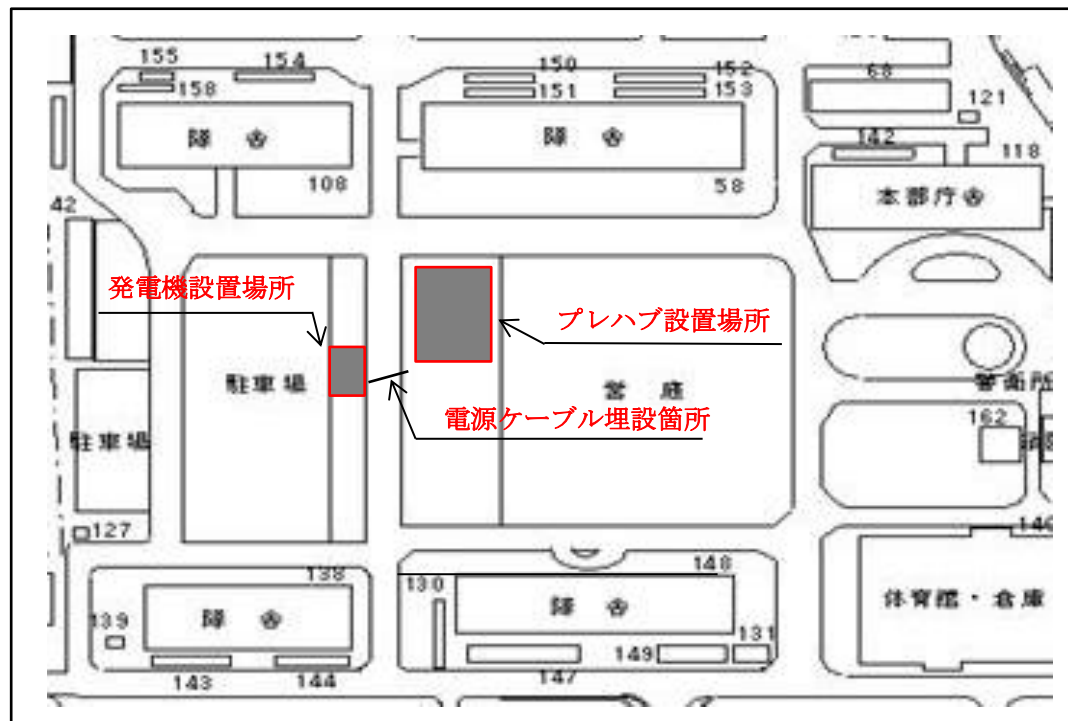 155
154
150
152
158
151
153
68
121
隊 舎
隊 舎
142
118
108
58
本部庁舎
42
発電機設置場所
プレハブ設置場所
駐車場
営 庭
警衛所
電源ケーブル埋設箇所
162
駐車場
127
140
138
148
130
139
隊 舎
隊 舎
131
体育館・倉庫
149
143
144
147